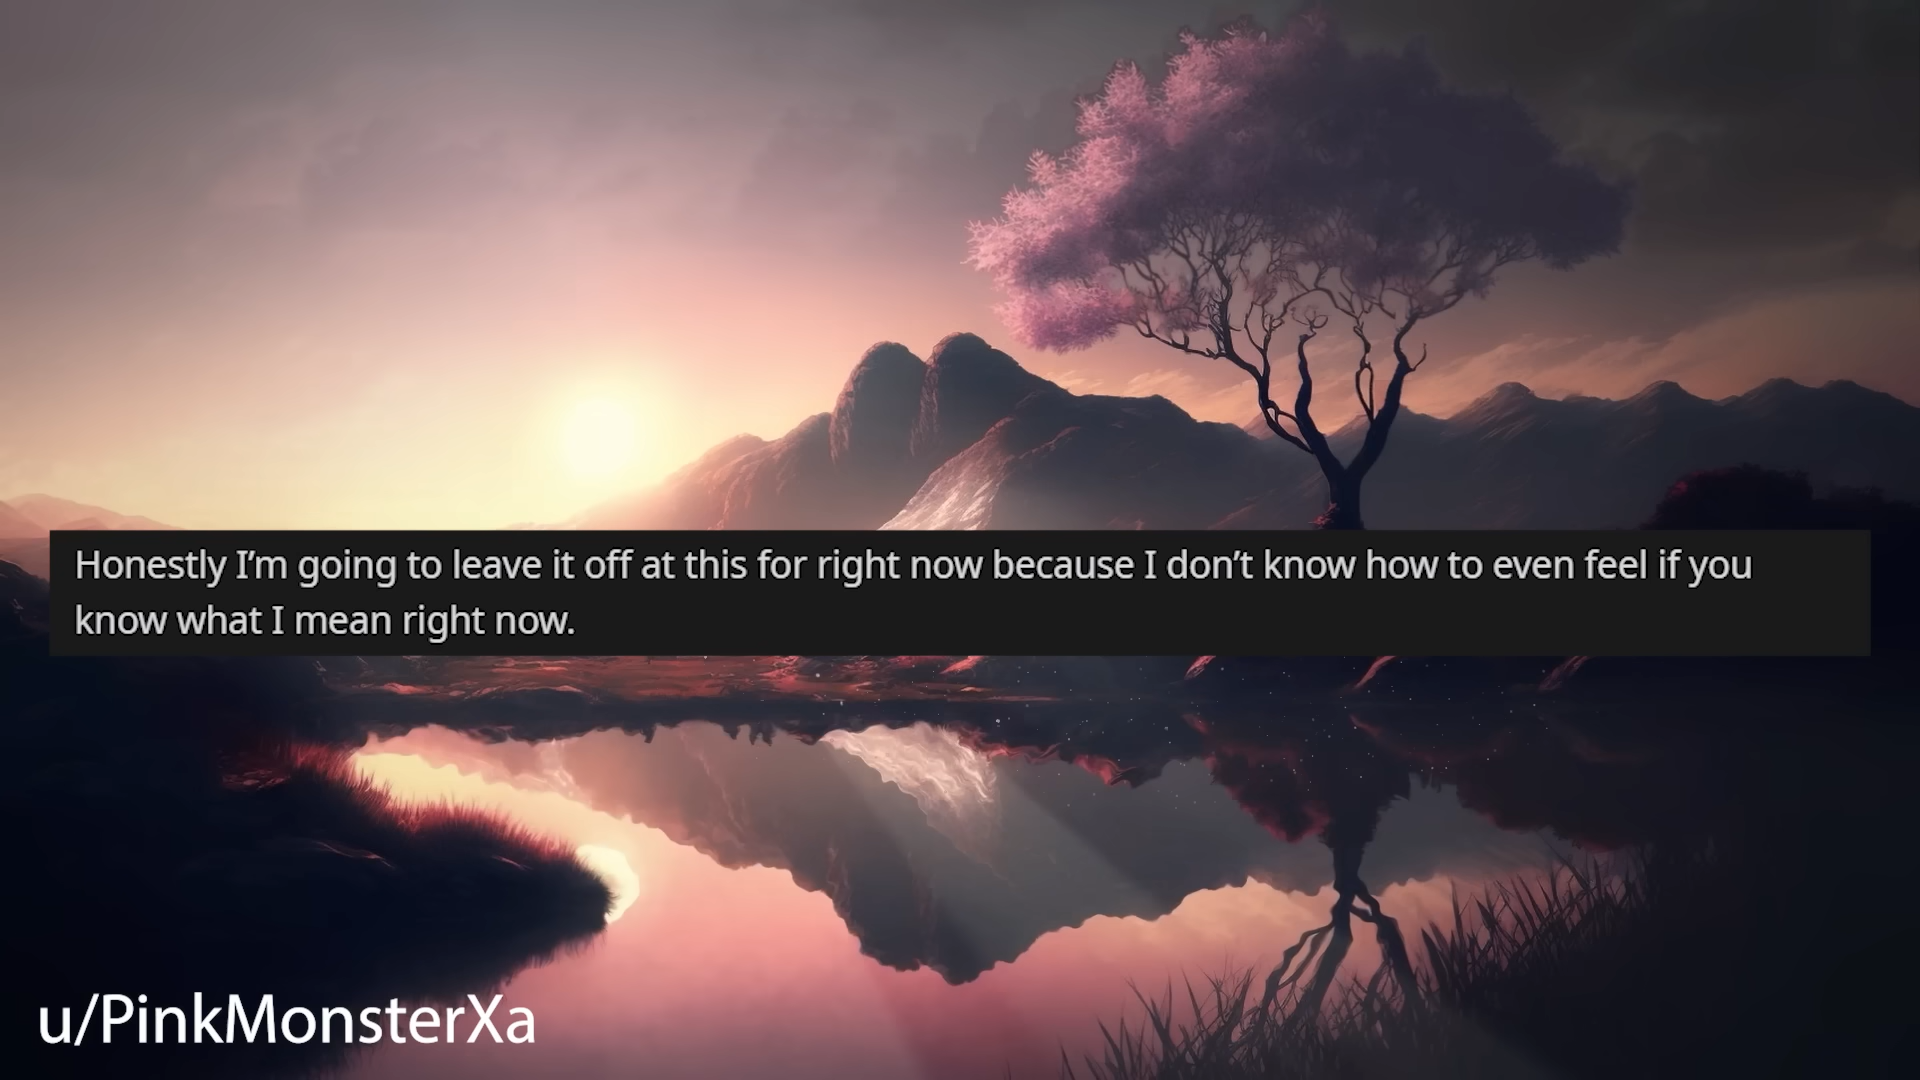 Honestly I’m going to leave it off at this for right now because I don’t know how to even feel if you
know what I mean right now.
u/PinkMonsterXa